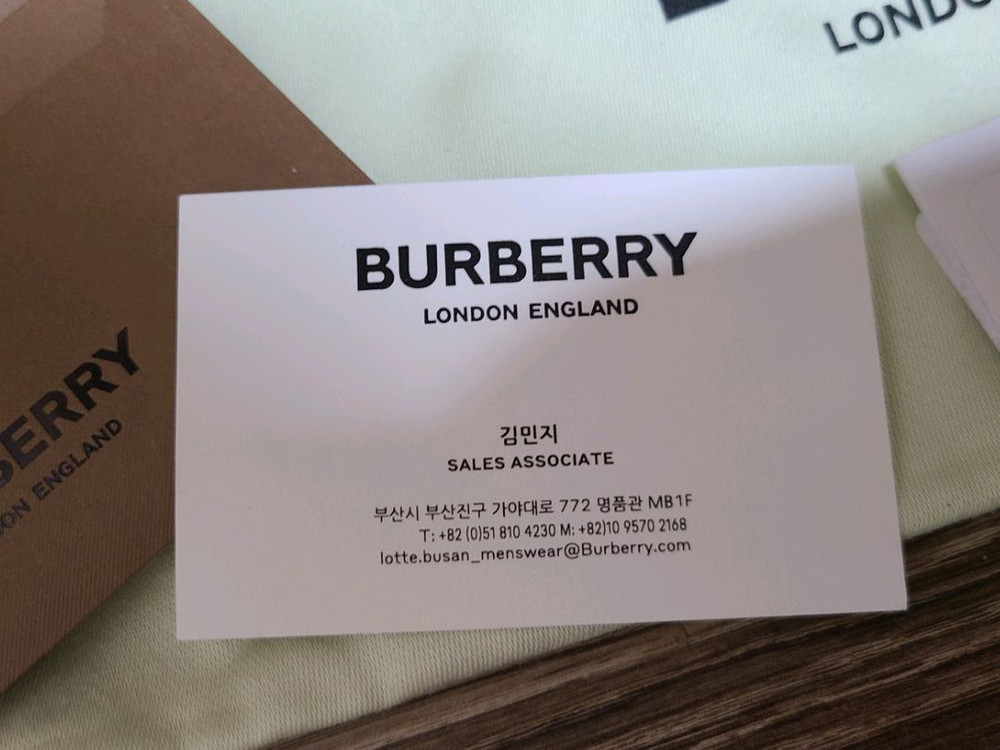 LONDO
BURBERRY
LONDON ENGLAND
김민지
SALES ASSOCIATE
부산시 부산진구 가야대로 772 명품관 MB1F
T: +82 (0)51 810 4230 M: +82)10 9570 2168
lotte.busan_menswear@Burberry.com
BERRY
ON ENGLAND